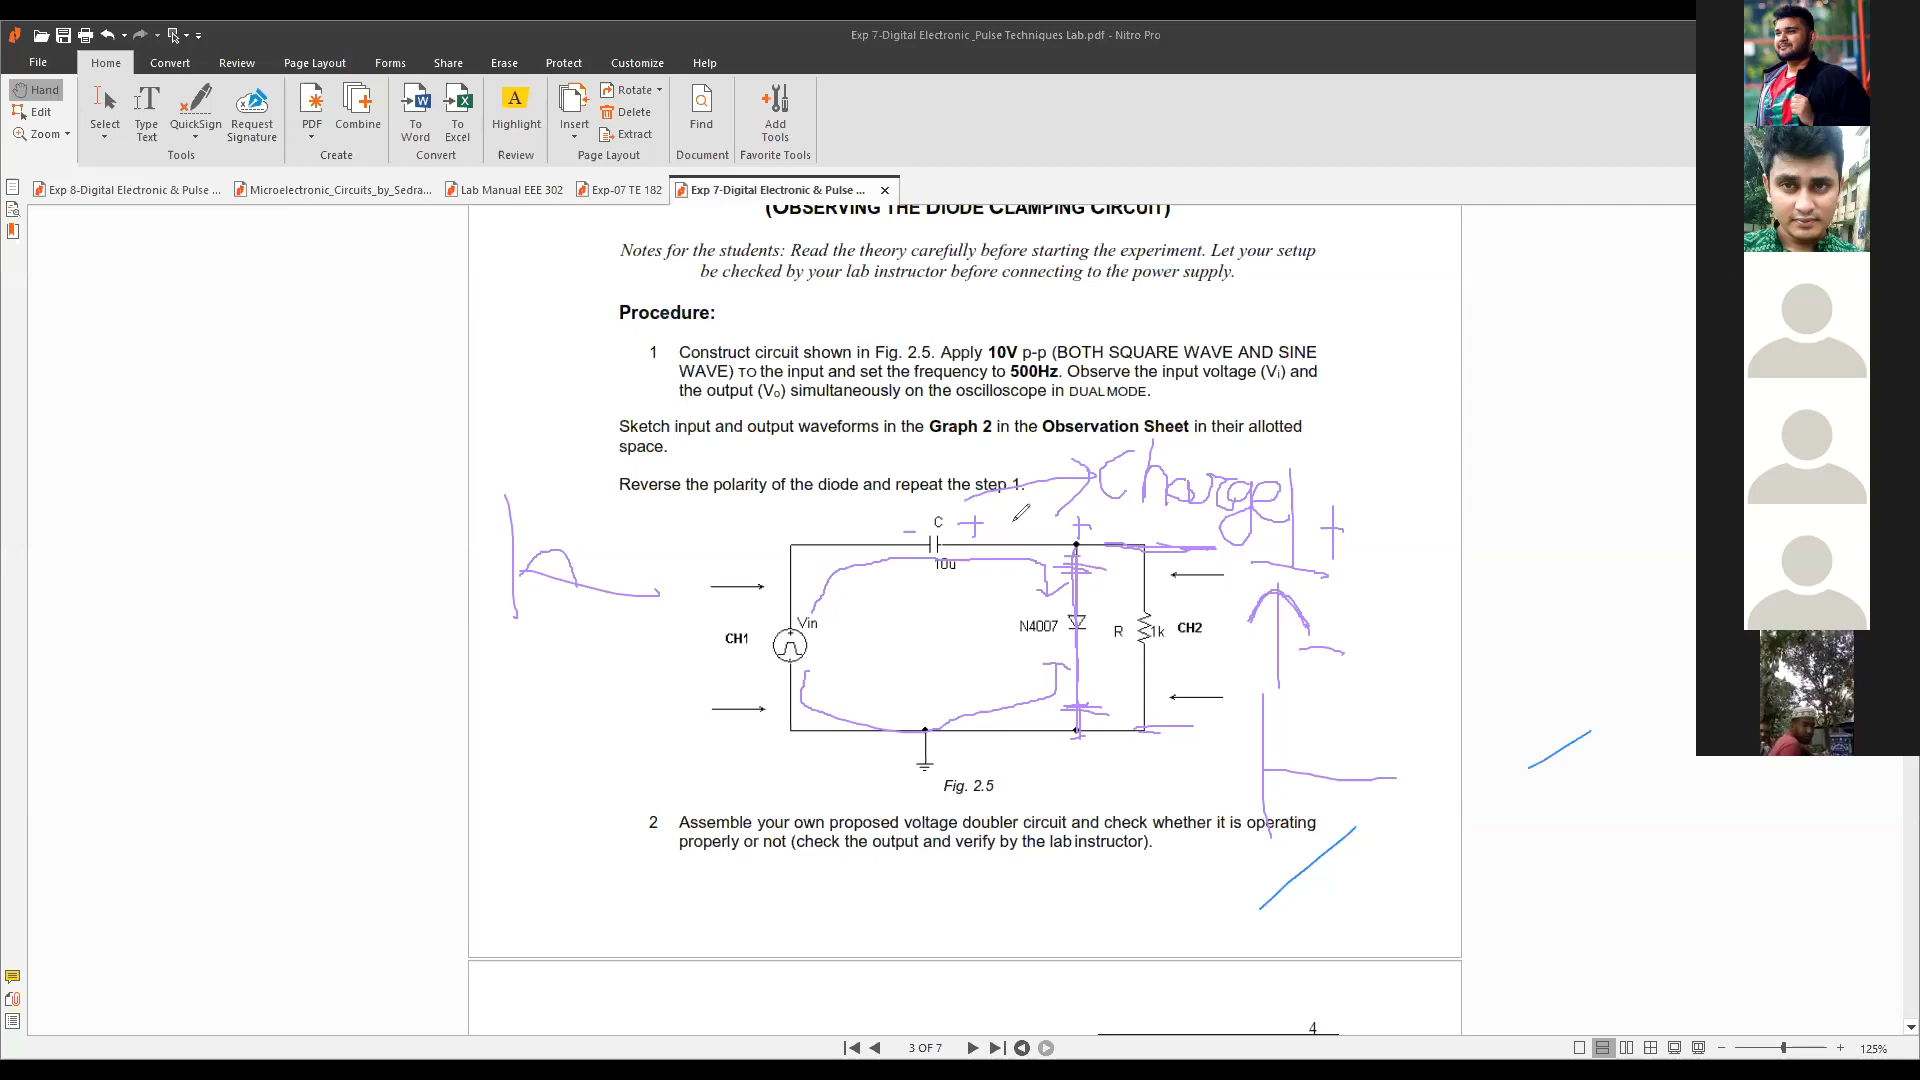 Exp 7-Digital Electronic _Pulse Techniques Lab.pdf - Nitro Pro
File Home Convert Review Page Layout Forms Share Erase Protect Customize Help
Hand
Edit
Zoom
Select
Type Text
QuickSign
Request Signature
Tools
PDF
Combine
Create
To Word
To Excel
Convert
Highlight
Review
Insert
Rotate
Delete
Extract
Page Layout
Find
Document
Add Tools
Favorite Tools
Exp 8-Digital Electronic & Pulse ... Microelectronic_Circuits_by_Sedra... Lab Manual EEE 302 Exp-07 TE 182 Exp 7-Digital Electronic & Pulse ...
(OBSERVING THE DIODE CLAMPING CIRCUIT)
Notes for the students: Read the theory carefully before starting the experiment. Let your setup
be checked by your lab instructor before connecting to the power supply.
Procedure:
1 Construct circuit shown in Fig. 2.5. Apply 10V p-p (BOTH SQUARE WAVE AND SINE
WAVE) TO the input and set the frequency to 500Hz. Observe the input voltage (Vi) and
the output (Vo) simultaneously on the oscilloscope in DUAL MODE.
Sketch input and output waveforms in the Graph 2 in the Observation Sheet in their allotted
space.
Reverse the polarity of the diode and repeat the step 1.
Charge
- C + + +
10u
Vin
CH1
N4007
R 1k CH2
Fig. 2.5
2 Assemble your own proposed voltage doubler circuit and check whether it is operating
properly or not (check the output and verify by the lab instructor).
4
3 OF 7
125%